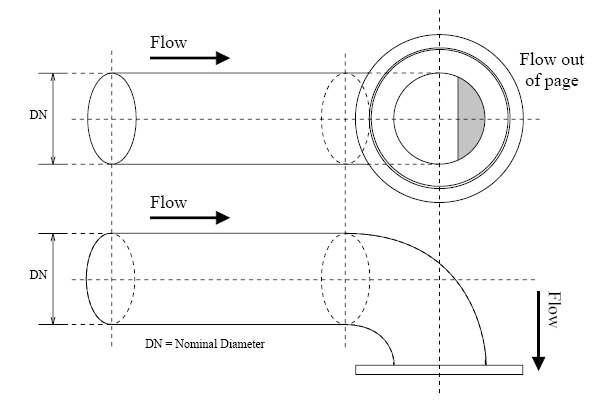 Flow
Flow out
of page
DN
Flow
DN
Flow
DN = Nominal Diameter